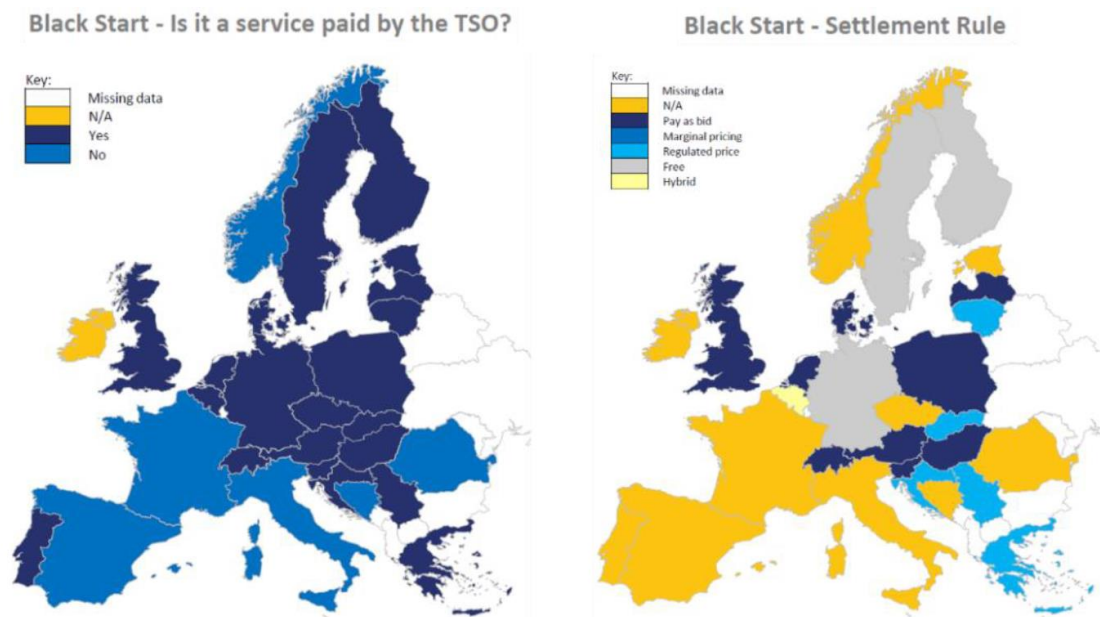 Black Start - Is it a service paid by the TSO?
Key:
Missing data
N/A
Yes
No
Black Start - Settlement Rule
Key:
Missing data
N/A
Pay as bid
Marginal pricing
Regulated price
Free
Hybrid